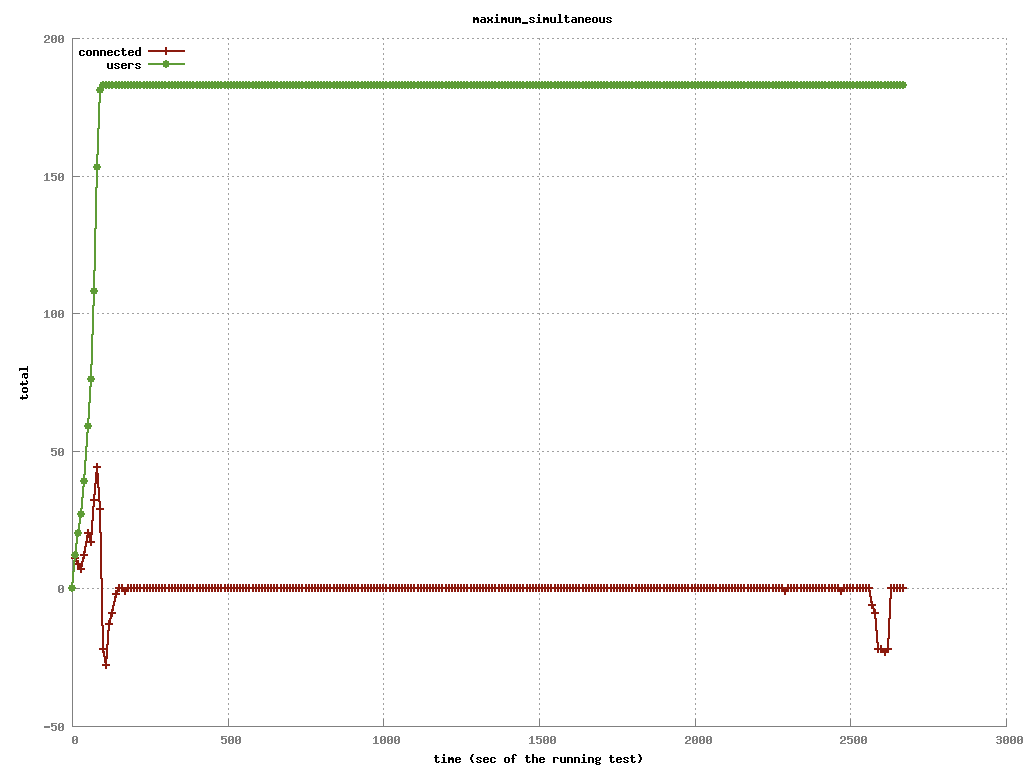 maximum_simultaneous
200
connected
users
150
100
total
50
0
-50
0 500 1000 1500 2000 2500 3000
time (sec of the running test)